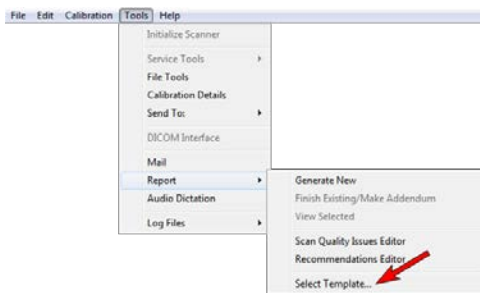 File Edit Calibration Tools Help
Initialize Scanner
Service Tools
File Tools
Calibration Details
Send To:
DICOM Interface
Mail
Report
Audio Dictation
Log Files
Generate New
Finish Existing/Make Addendum
View Selected
Scan Quality Issues Editor
Recommendations Editor
Select Template...